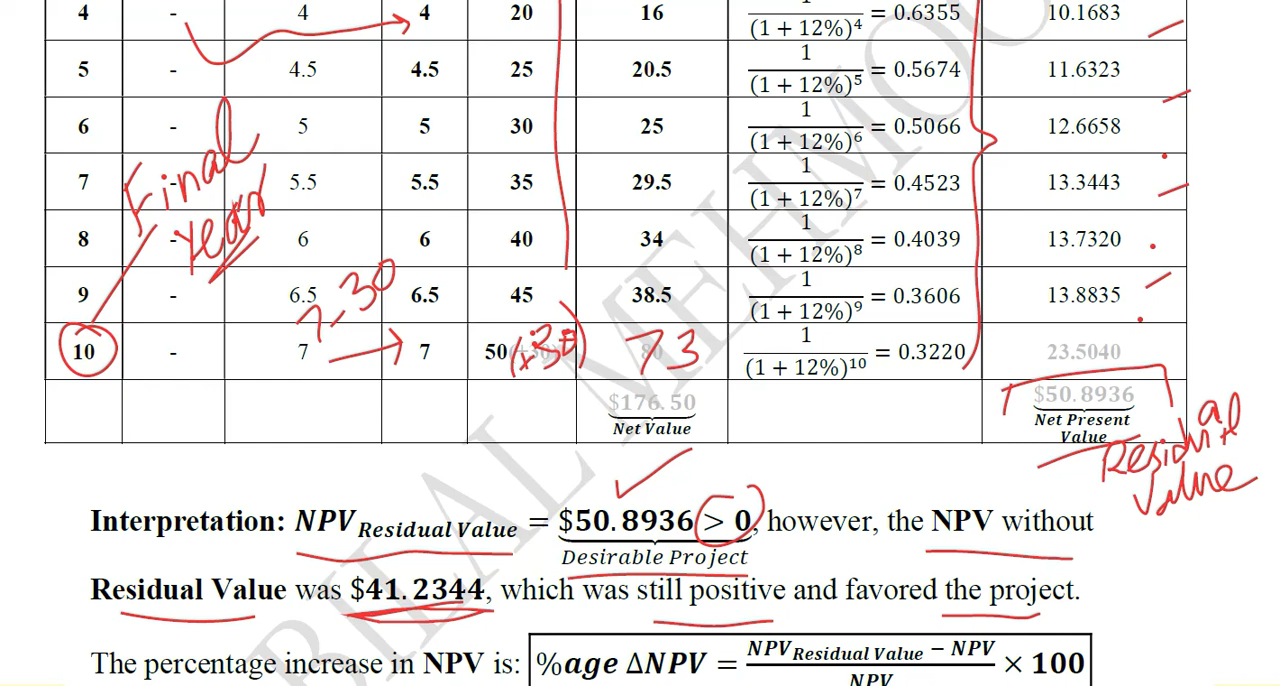 4 - 4 4 20 16 1/(1 + 12%)^4 = 0.6355 10.1683
5 - 4.5 4.5 25 20.5 1/(1 + 12%)^5 = 0.5674 11.6323
6 - 5 5 30 25 1/(1 + 12%)^6 = 0.5066 12.6658
7 - 5.5 5.5 35 29.5 1/(1 + 12%)^7 = 0.4523 13.3443
8 - 6 6 40 34 1/(1 + 12%)^8 = 0.4039 13.7320
9 - 6.5 6.5 45 38.5 1/(1 + 12%)^9 = 0.3606 13.8835
10 - 7 7 50 (+30) 73 1/(1 + 12%)^10 = 0.3220 23.5040
Final
Year
$176.50 $50.8936
Net Value Net Present
Value
Residual
Value
Interpretation: NPV Residual Value = $50.8936 > 0, however, the NPV without
Desirable Project
Residual Value was $41.2344, which was still positive and favored the project.
The percentage increase in NPV is: %age ΔNPV = (NPV Residual Value − NPV)/NPV × 100
BILAL MEHMOO